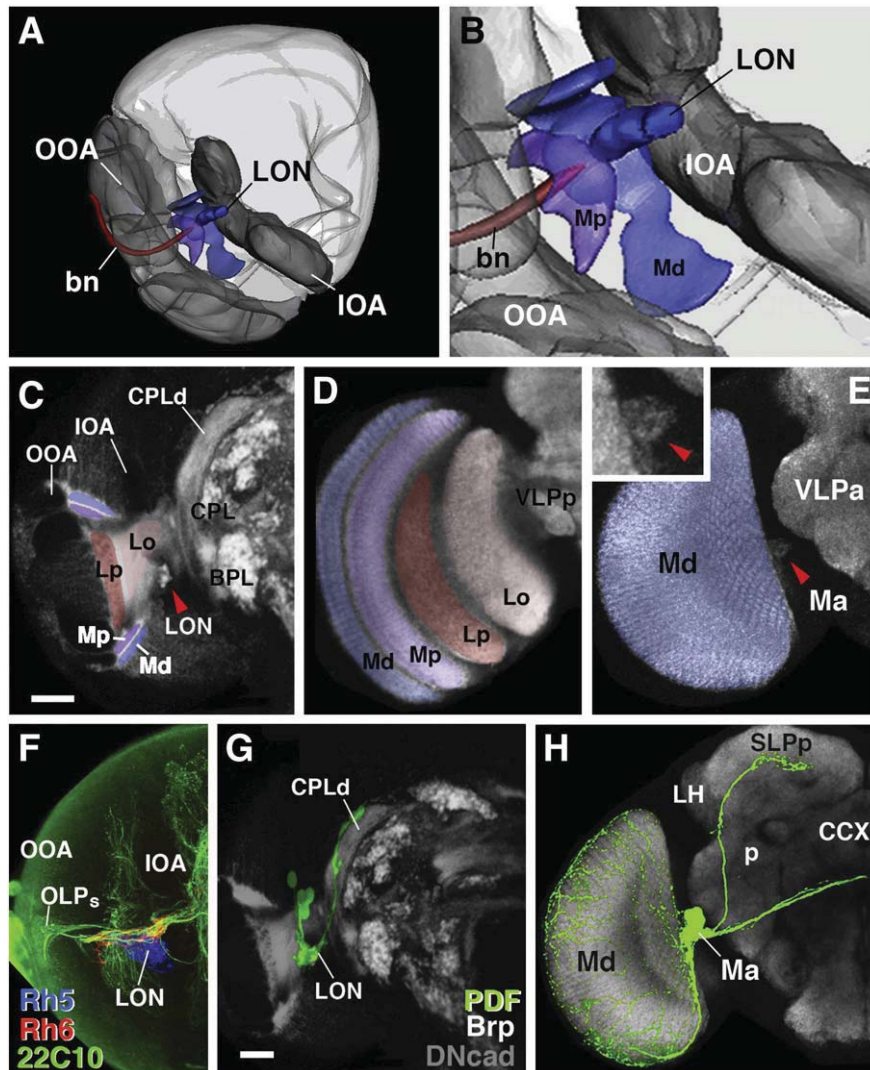 A
OOA
LON
bn
IOA
B
LON
IOA
Mp
bn
Md
OOA
C
CPLd
IOA
OOA
CPL
Lo
Lp
BPL
LON
Mp
Md
D
VLPp
Lo
Lp
Mp
Md
E
VLPa
Md
Ma
F
OOA
IOA
OLPs
LON
Rh5
Rh6
22C10
G
CPLd
LON
PDF
Brp
DNcad
H
SLPp
LH
CCX
p
Md
Ma